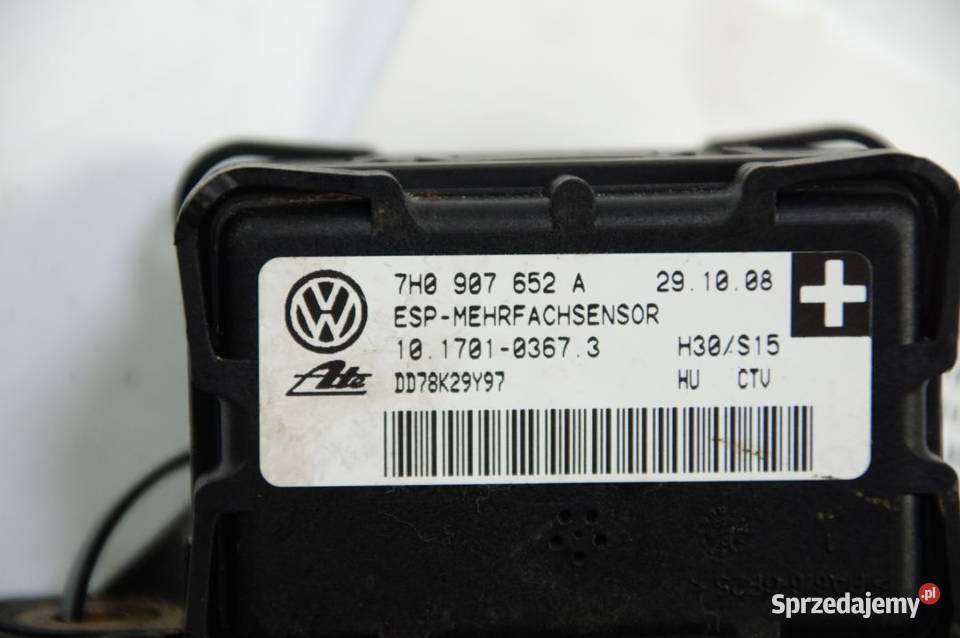 7H0 907 652 A 29.10.08
ESP-MEHRFACHSENSOR
10.1701-0367.3 H30/S15
Ate DD78K29Y97 HU CTV
Sprzedajemy.pl